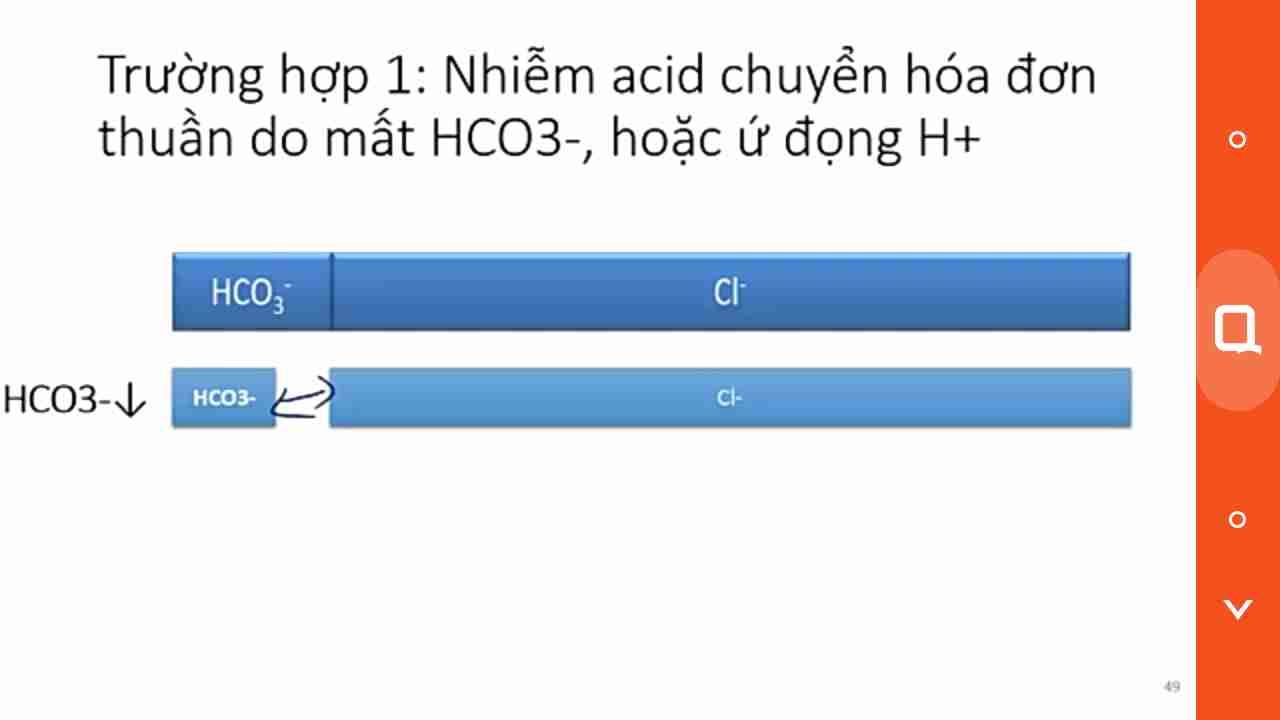 Trường hợp 1: Nhiễm acid chuyển hóa đơn
thuần do mất HCO3-, hoặc ứ đọng H+
HCO₃⁻ Cl⁻
HCO3-↓ HCO3- Cl-
49